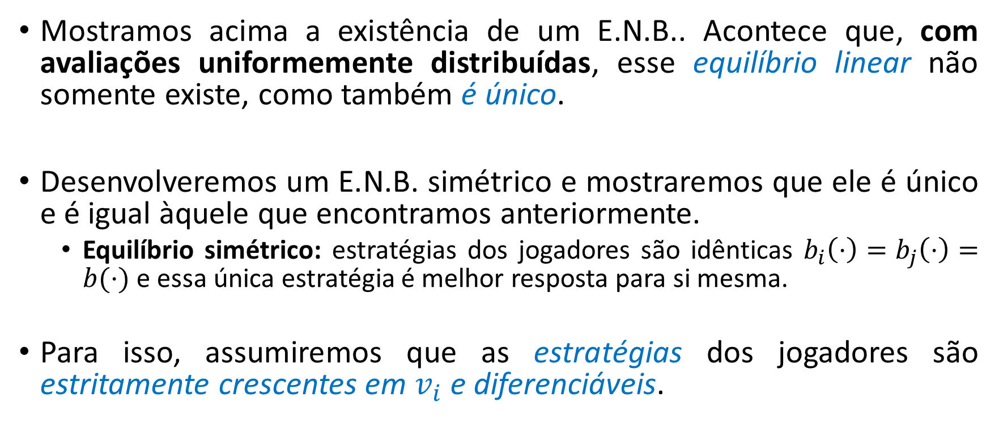 • Mostramos acima a existência de um E.N.B.. Acontece que, com
avaliações uniformemente distribuídas, esse equilíbrio linear não
somente existe, como também é único.
• Desenvolveremos um E.N.B. simétrico e mostraremos que ele é único
e é igual àquele que encontramos anteriormente.
• Equilíbrio simétrico: estratégias dos jogadores são idênticas b_i(·) = b_j(·) =
b(·) e essa única estratégia é melhor resposta para si mesma.
• Para isso, assumiremos que as estratégias dos jogadores são
estritamente crescentes em v_i e diferenciáveis.